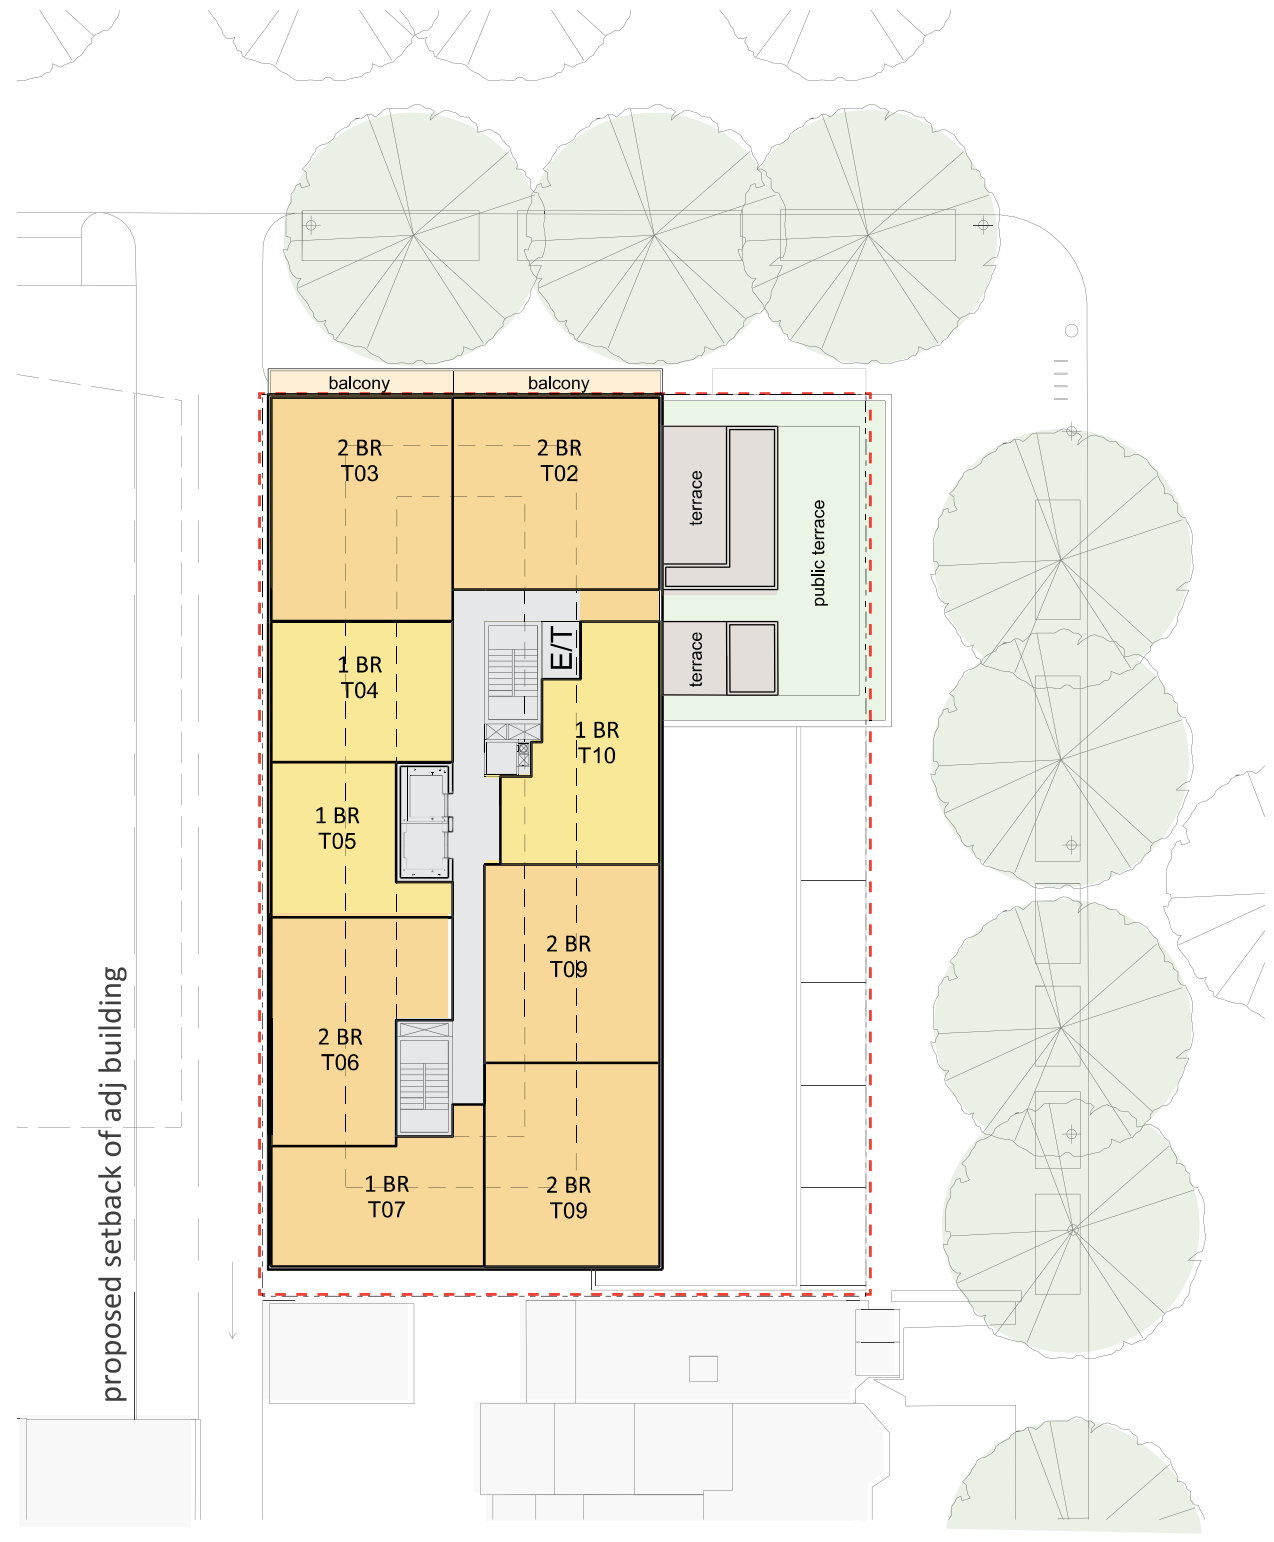 balcony
balcony
2 BR
T03
2 BR
T02
terrace
public terrace
E/T
terrace
1 BR
T04
1 BR
T10
1 BR
T05
2 BR
T09
2 BR
T06
1 BR
T07
2 BR
T09
proposed setback of adj building